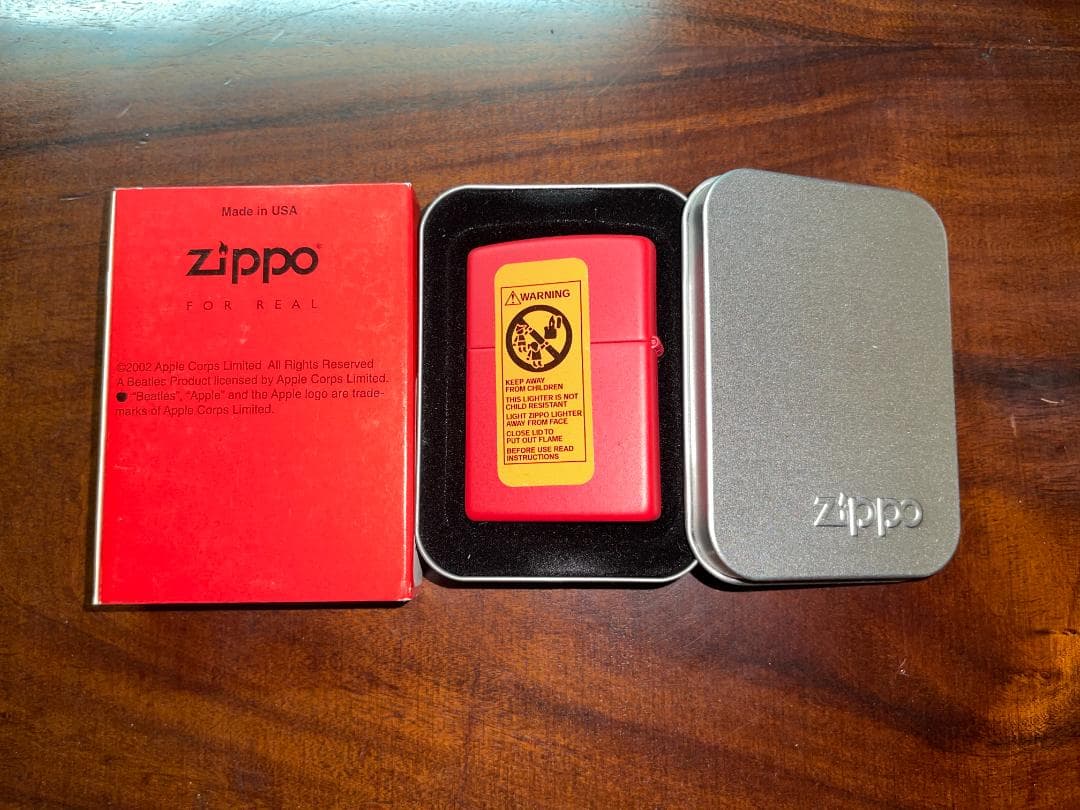 Made in USA
zippo®
FOR REAL
©2002 Apple Corps Limited. All Rights Reserved
A Beatles Product licensed by Apple Corps Limited.
"Beatles", "Apple" and the Apple logo are trade-
marks of Apple Corps Limited.
WARNING
KEEP AWAY
FROM CHILDREN
THIS LIGHTER IS NOT
CHILD RESISTANT
LIGHT ZIPPO LIGHTER
AWAY FROM FACE
CLOSE LID TO
PUT OUT FLAME
BEFORE USE READ
INSTRUCTIONS
zippo